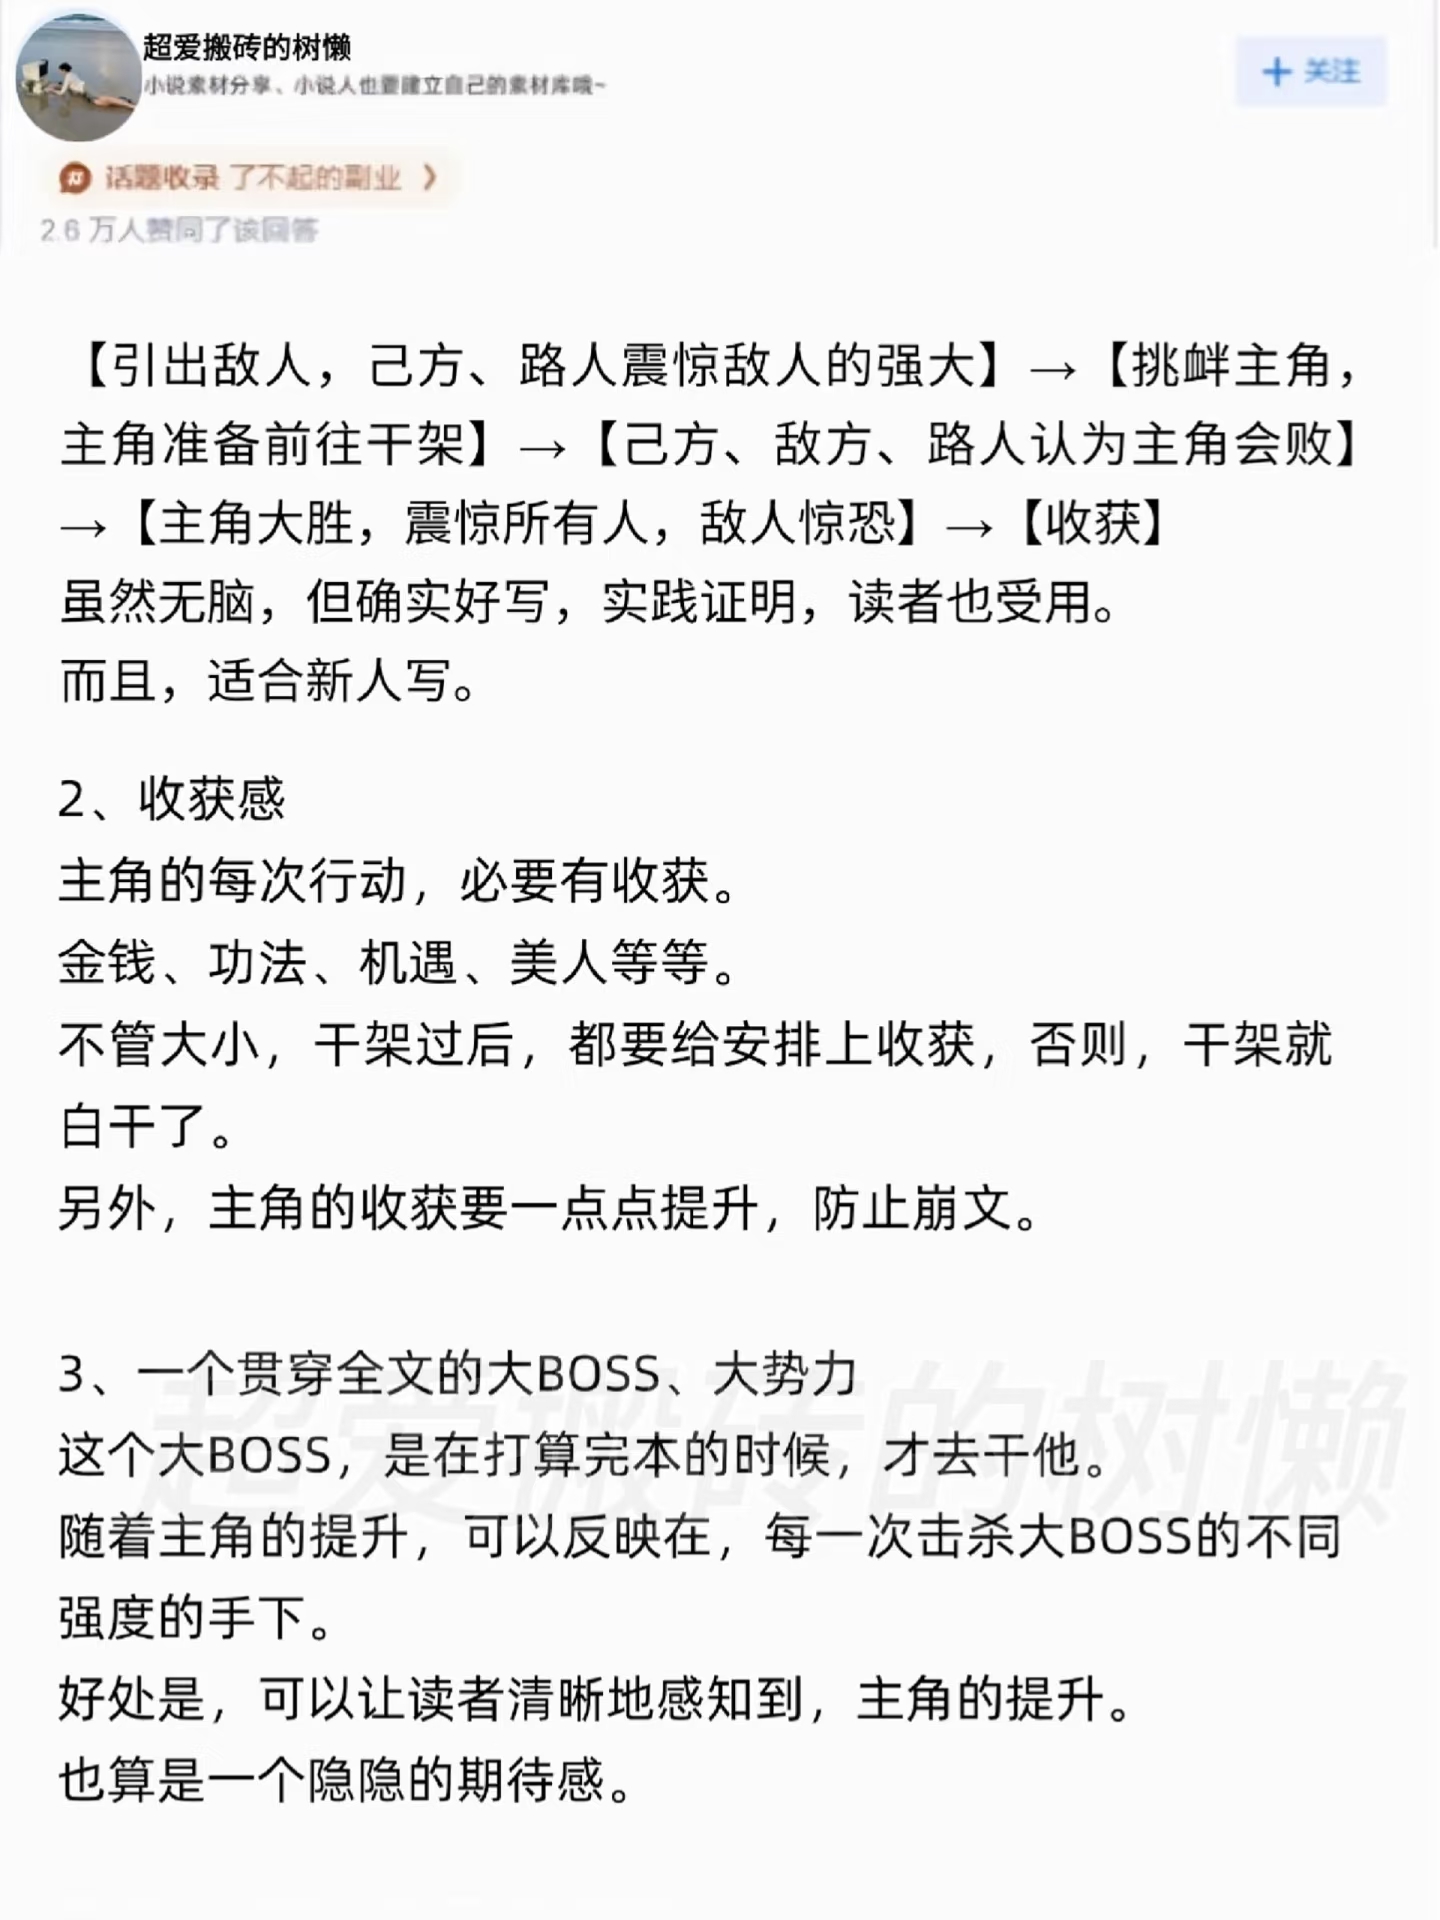 超爱搬砖的树懒
小说素材分享、小说人也要建立自己的素材库哦~
+ 关注
话题收录 了不起的副业 >
2.6 万人赞同了该回答
【引出敌人，己方、路人震惊敌人的强大】→【挑衅主角，
主角准备前往干架】→【己方、敌方、路人认为主角会败】
→【主角大胜，震惊所有人，敌人惊恐】→【收获】
虽然无脑，但确实好写，实践证明，读者也受用。
而且，适合新人写。
2、收获感
主角的每次行动，必要有收获。
金钱、功法、机遇、美人等等。
不管大小，干架过后，都要给安排上收获，否则，干架就
白干了。
另外，主角的收获要一点点提升，防止崩文。
3、一个贯穿全文的大BOSS、大势力
超爱搬砖的树懒
这个大BOSS，是在打算完本的时候，才去干他。
随着主角的提升，可以反映在，每一次击杀大BOSS的不同
强度的手下。
好处是，可以让读者清晰地感知到，主角的提升。
也算是一个隐隐的期待感。